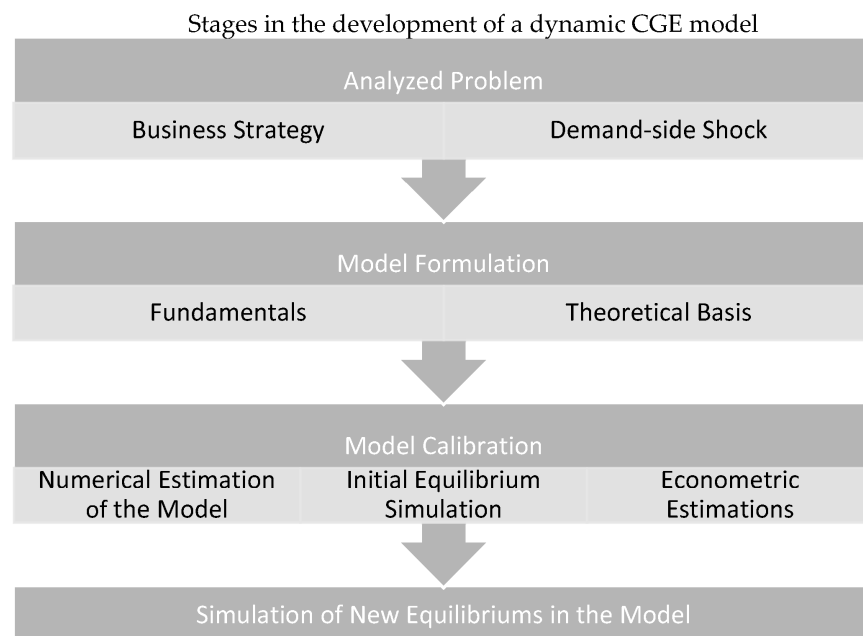 Stages in the development of a dynamic CGE model
Analyzed Problem
Business Strategy
Demand-side Shock
Model Formulation
Fundamentals
Theoretical Basis
Model Calibration
Numerical Estimation
of the Model
Initial Equilibrium
Simulation
Econometric
Estimations
Simulation of New Equilibriums in the Model